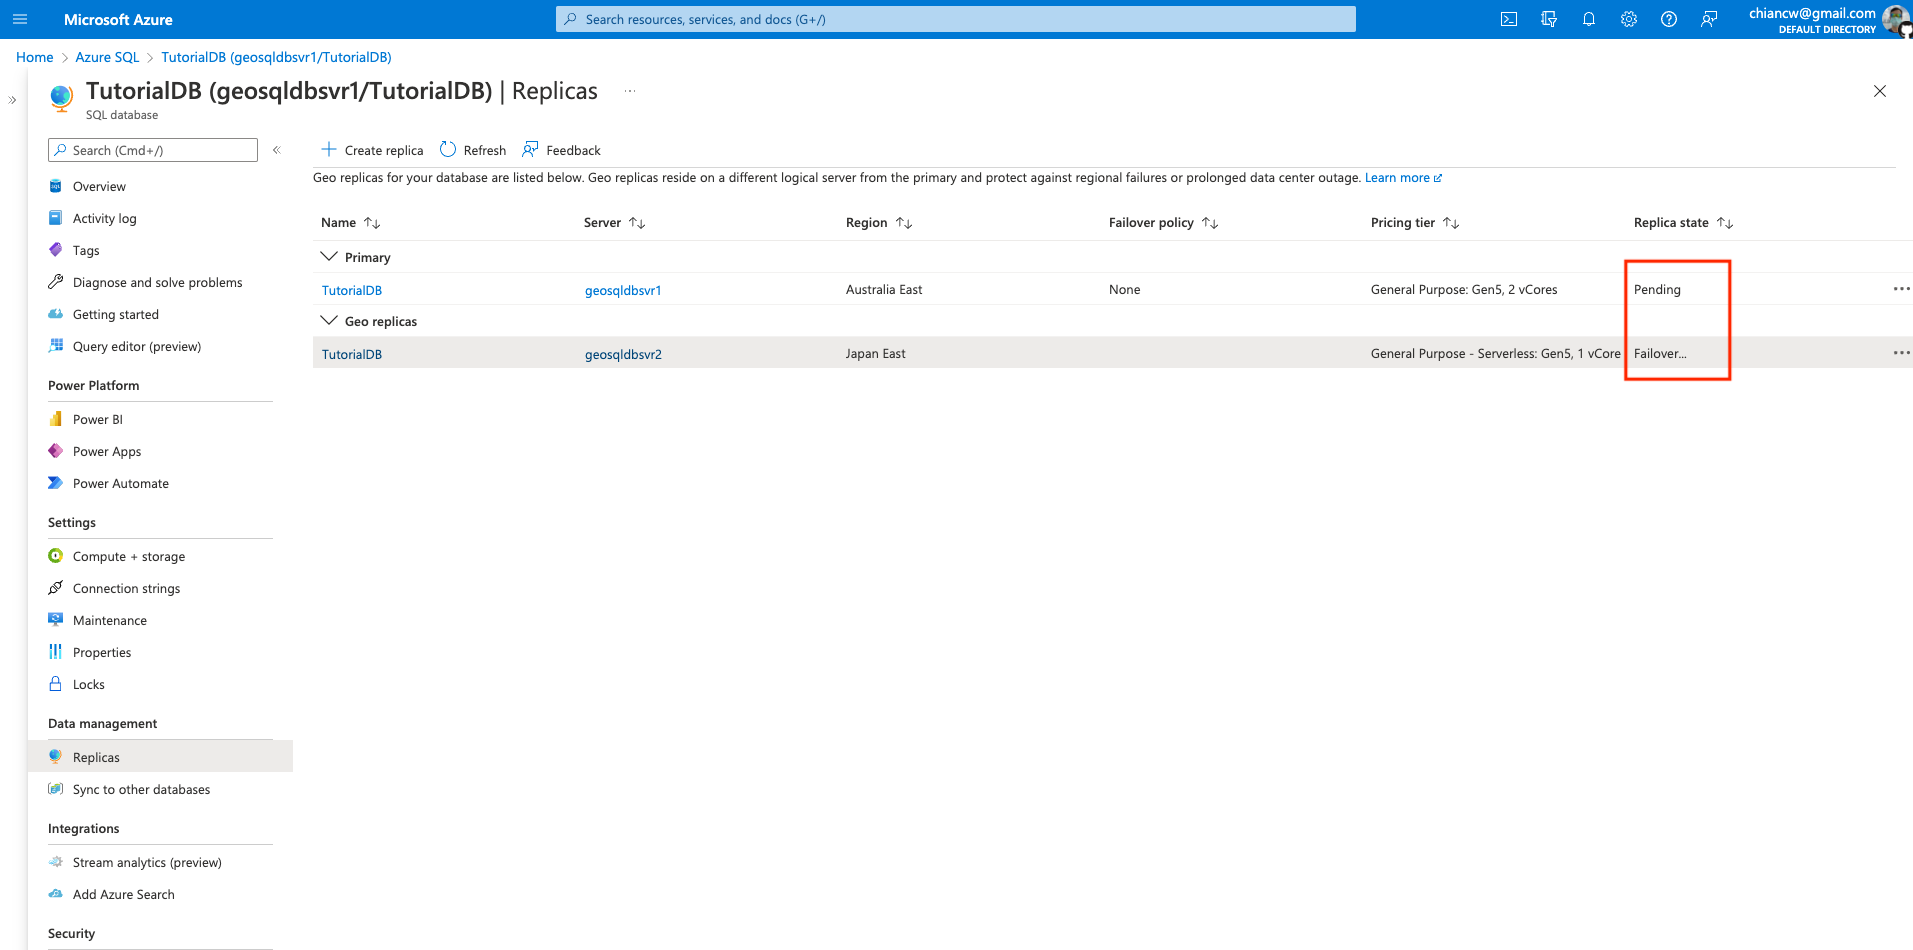 Microsoft Azure
Search resources, services, and docs (G+/)
chiancw@gmail.com
DEFAULT DIRECTORY
Home > Azure SQL > TutorialDB (geosqldbsvr1/TutorialDB)
TutorialDB (geosqldbsvr1/TutorialDB) | Replicas ...
SQL database
Search (Cmd+/)
Overview
Activity log
Tags
Diagnose and solve problems
Getting started
Query editor (preview)
Power Platform
Power BI
Power Apps
Power Automate
Settings
Compute + storage
Connection strings
Maintenance
Properties
Locks
Data management
Replicas
Sync to other databases
Integrations
Stream analytics (preview)
Add Azure Search
Security
Create replica Refresh Feedback
Geo replicas for your database are listed below. Geo replicas reside on a different logical server from the primary and protect against regional failures or prolonged data center outage. Learn more
Name Server Region Failover policy Pricing tier Replica state
Primary
TutorialDB geosqldbsvr1 Australia East None General Purpose: Gen5, 2 vCores Pending
Geo replicas
TutorialDB geosqldbsvr2 Japan East General Purpose - Serverless: Gen5, 1 vCore Failover...